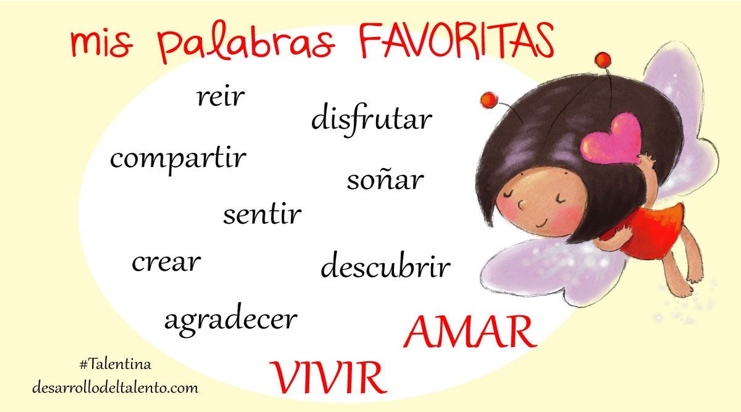 mis palabras FAVORITAS
reir
disfrutar
compartir
soñar
sentir
crear
descubrir
agradecer
AMAR
VIVIR
#Talentina
desarrollodeltalento.com